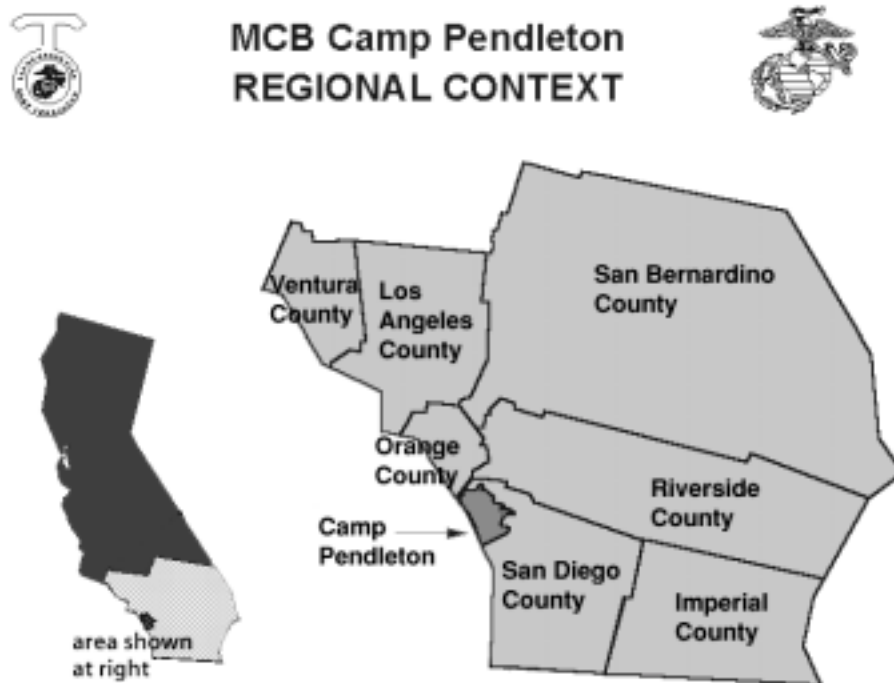 MCB Camp Pendleton
REGIONAL CONTEXT
Ventura
County
Los
Angeles
County
San Bernardino
County
Orange
County
Riverside
County
Camp
Pendleton
San Diego
County
Imperial
County
area shown
at right